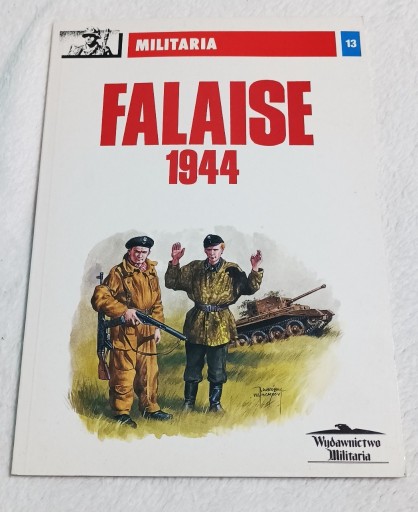 MILITARIA
13
FALAISE
1944
Wydawnictwo
Militaria